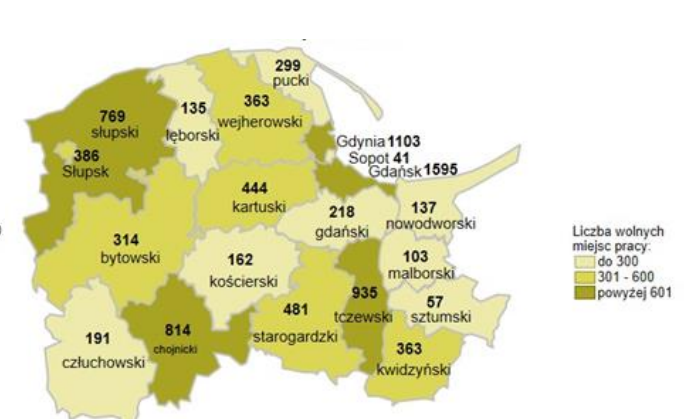 299
pucki
363
wejherowski
135
lęborski
769
słupski
386
Słupsk
Gdynia 1103
Sopot 41
Gdańsk 1595
444
kartuski
218
gdański
137
nowodworski
314
bytowski
162
kościerski
103
malborski
935
tczewski
57
sztumski
481
starogardzki
814
chojnicki
191
człuchowski
363
kwidzyński
Liczba wolnych
miejsc pracy:
do 300
301 - 600
powyżej 601